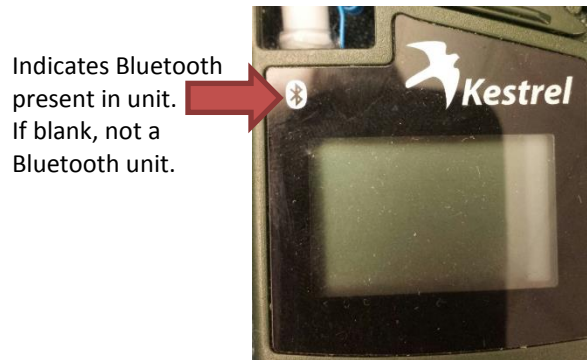 Indicates Bluetooth
present in unit.
If blank, not a
Bluetooth unit.
Kestrel